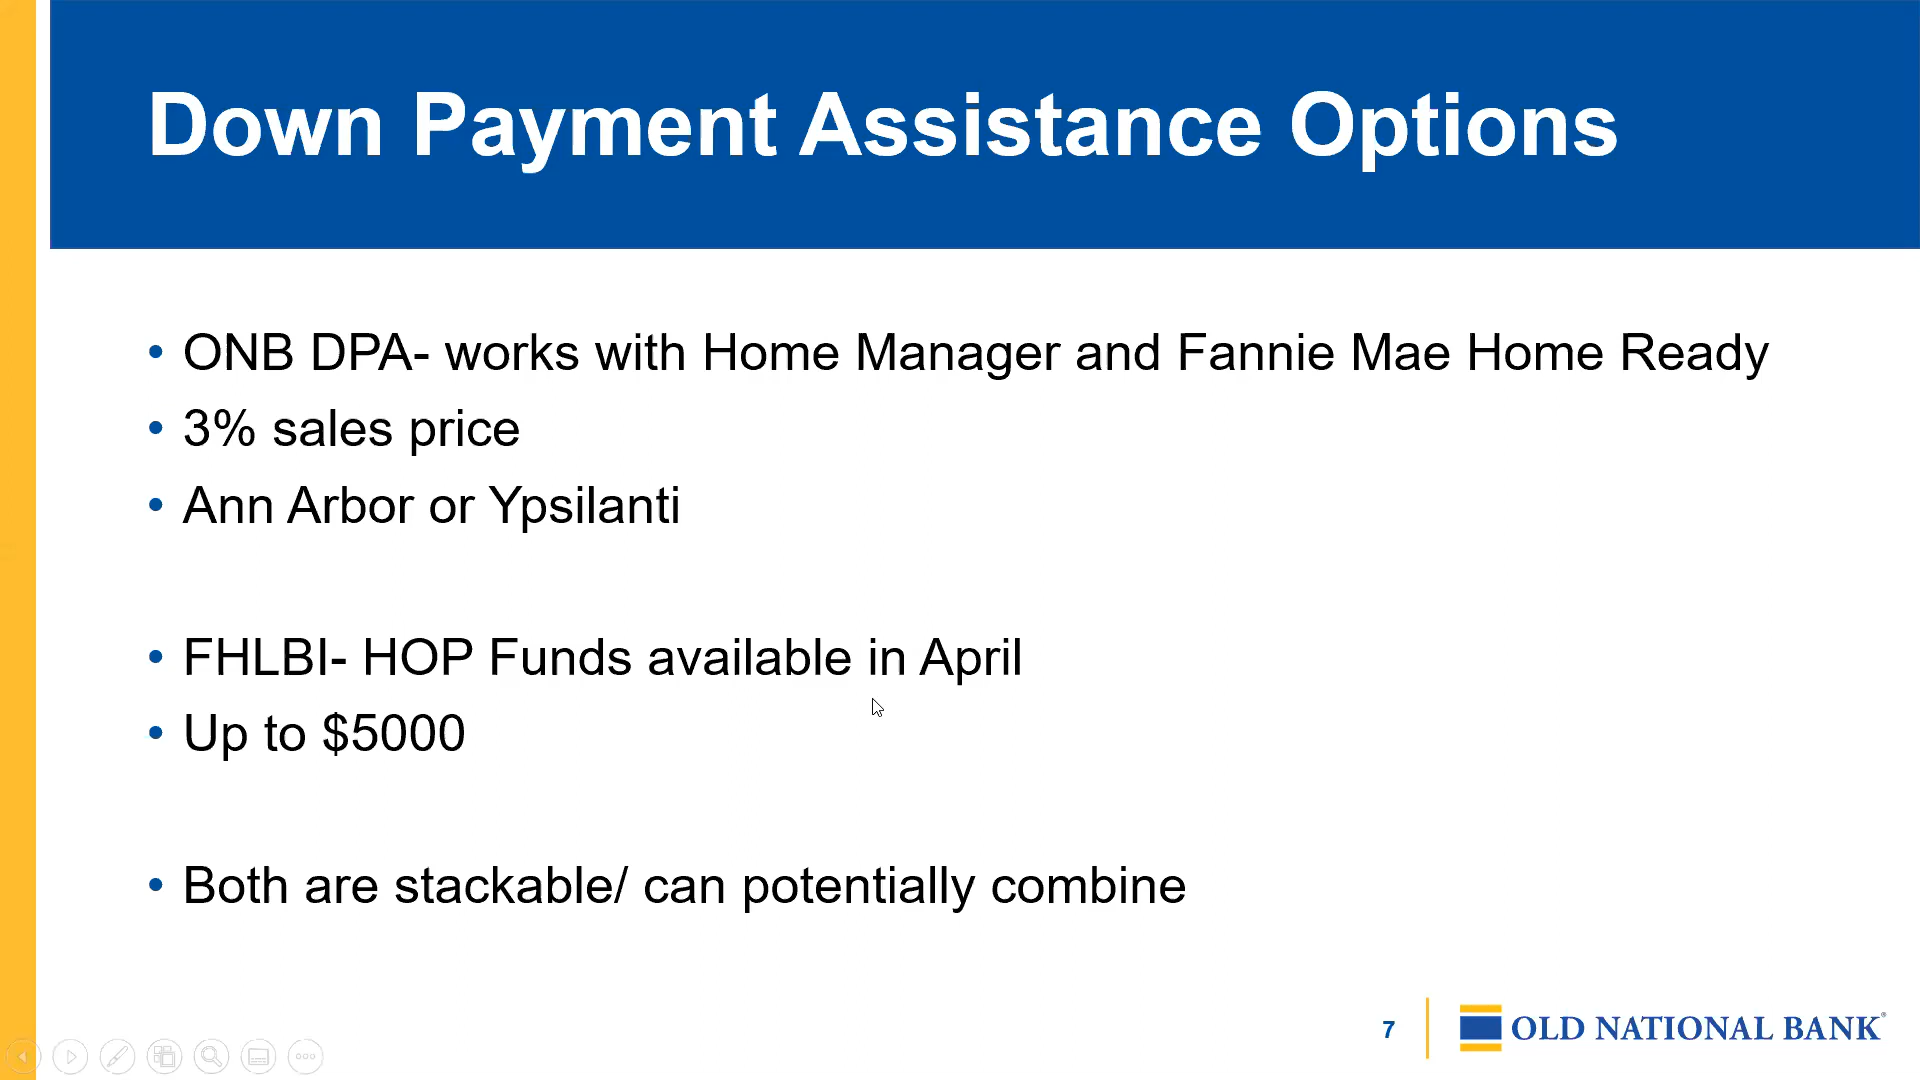 Down Payment Assistance Options
• ONB DPA- works with Home Manager and Fannie Mae Home Ready
• 3% sales price
• Ann Arbor or Ypsilanti
• FHLBI- HOP Funds available in April
• Up to $5000
• Both are stackable/ can potentially combine
7
OLD NATIONAL BANK®